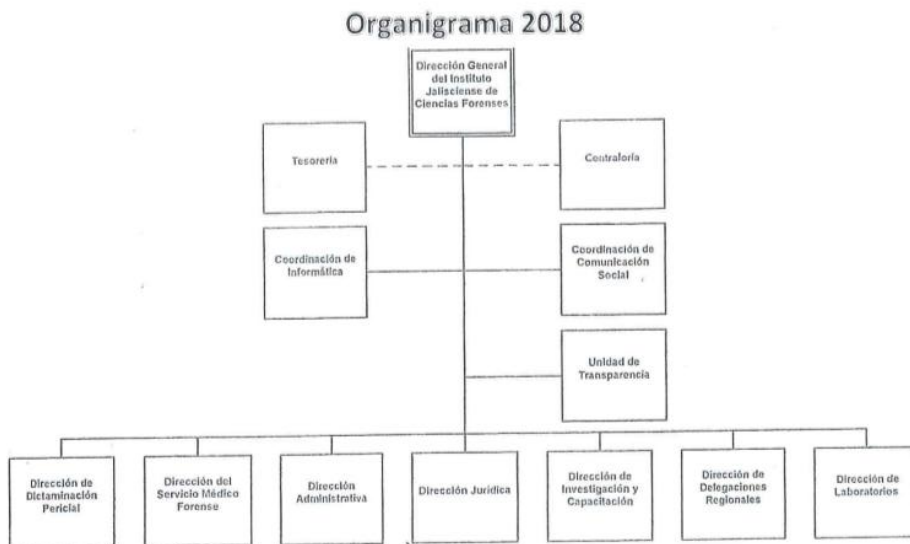 Organigrama 2018
Dirección General
del Instituto
Jalisciense de
Ciencias Forenses
Tesorería
Contraloría
Coordinación de
Informática
Coordinación de
Comunicación
Social
Unidad de
Transparencia
Dirección de
Dictaminación
Pericial
Dirección del
Servicio Médico
Forense
Dirección
Administrativa
Dirección Jurídica
Dirección de
Investigación y
Capacitación
Dirección de
Delegaciones
Regionales
Dirección de
Laboratorios